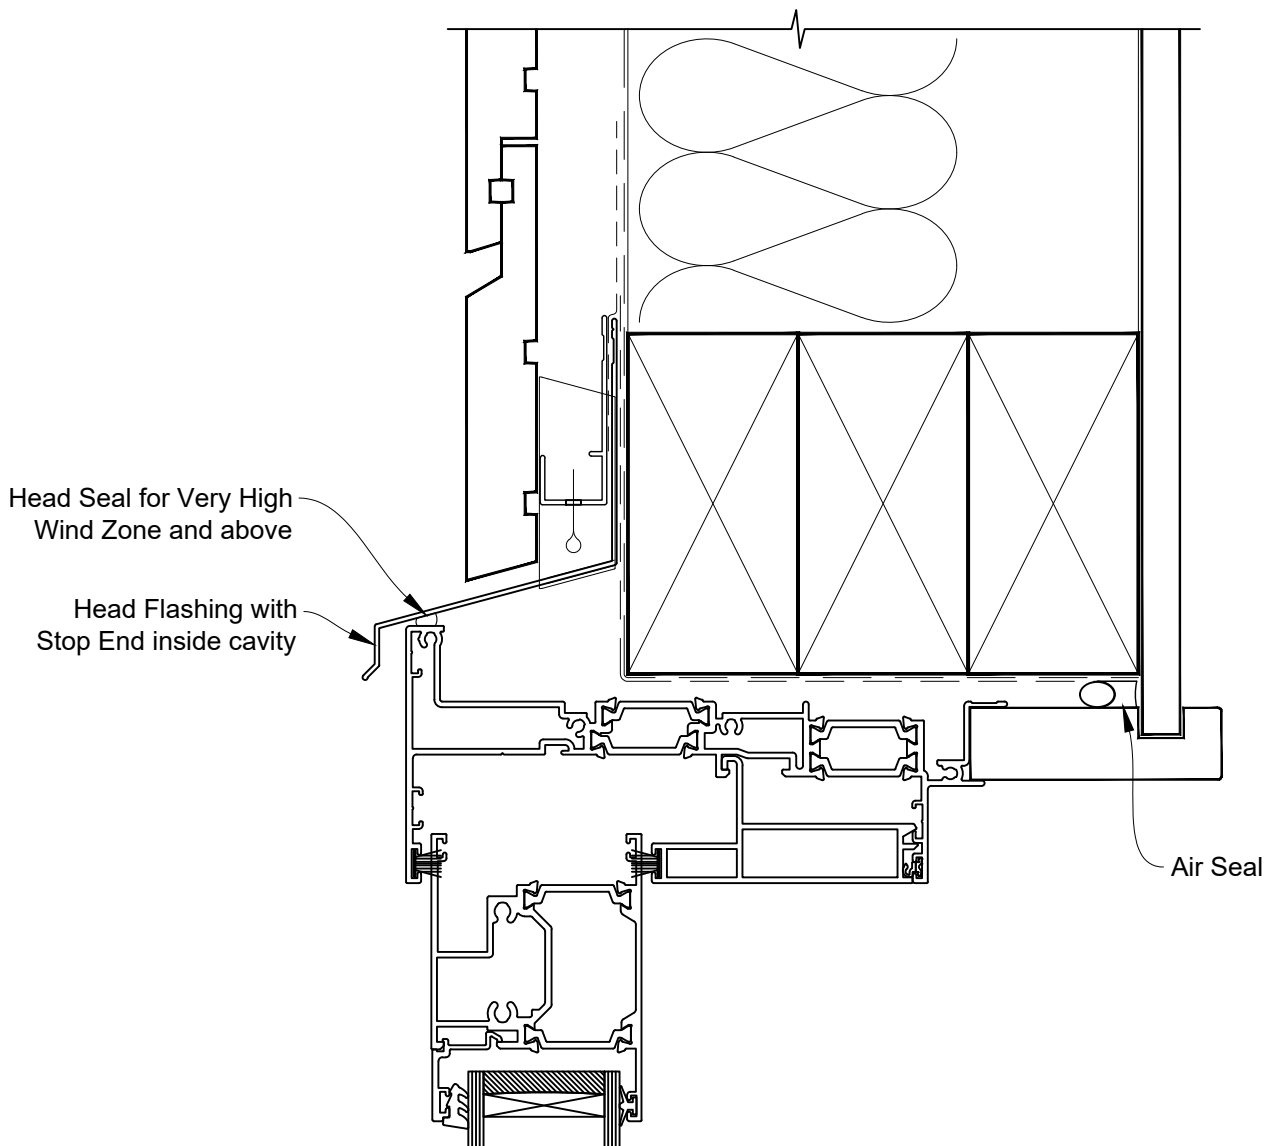 Head Seal for Very High
Wind Zone and above
Head Flashing with
Stop End inside cavity
Air Seal